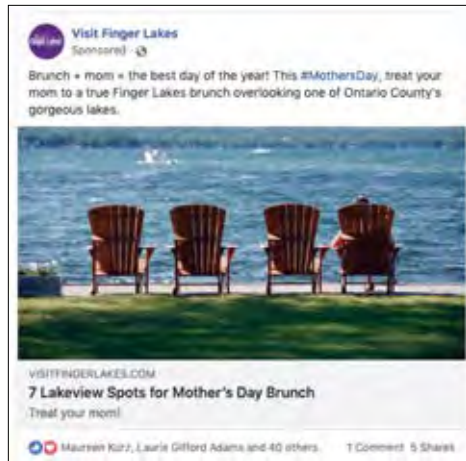 Visit Finger Lakes
Sponsored ·
Brunch + mom = the best day of the year! This #MothersDay, treat your
mom to a true Finger Lakes brunch overlooking one of Ontario County's
gorgeous lakes.
VISITFINGERLAKES.COM
7 Lakeview Spots for Mother's Day Brunch
Treat your mom!
Maureen Kurz, Laurie Gifford Adams and 40 others 1 Comment 5 Shares